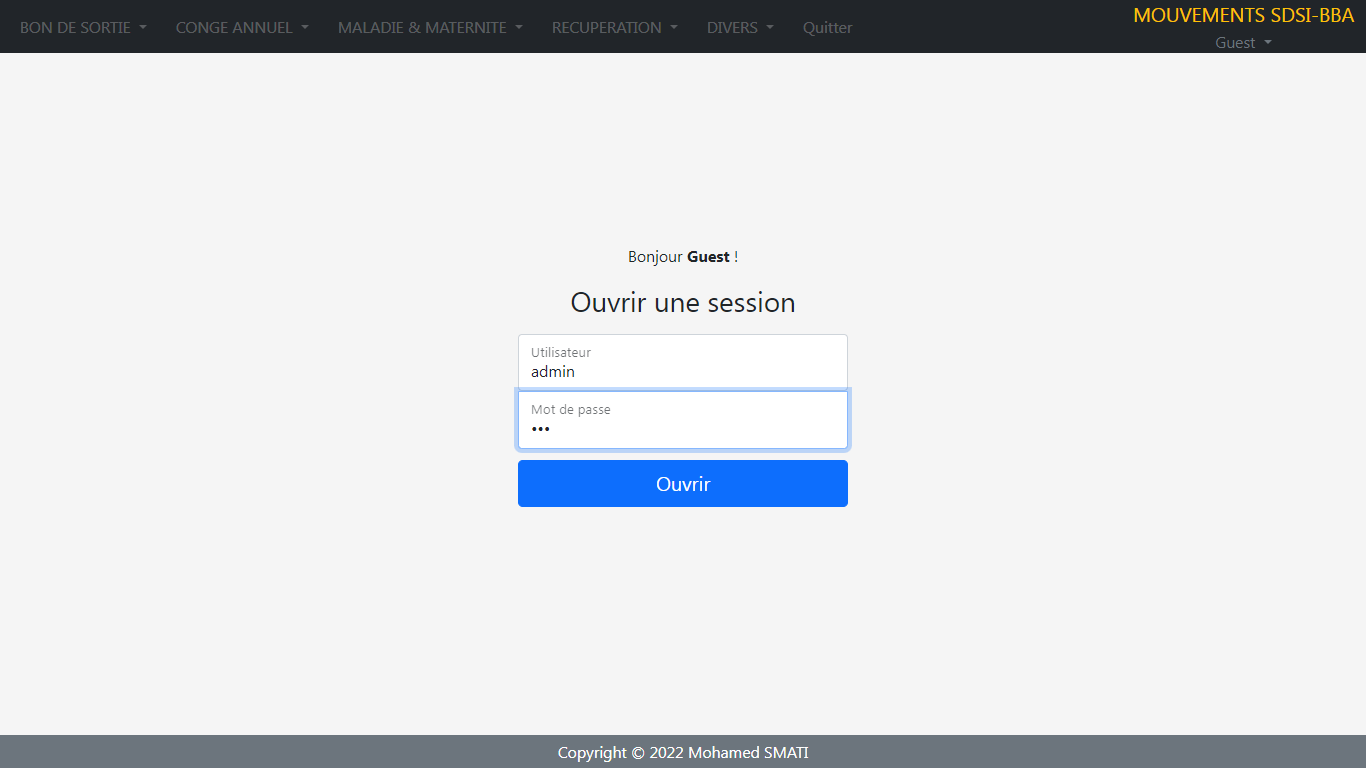 BON DE SORTIE CONGE ANNUEL MALADIE & MATERNITE RECUPERATION DIVERS Quitter
MOUVEMENTS SDSI-BBA
Guest
Bonjour Guest !
Ouvrir une session
Utilisateur
admin
Mot de passe
•••
Ouvrir
Copyright © 2022 Mohamed SMATI